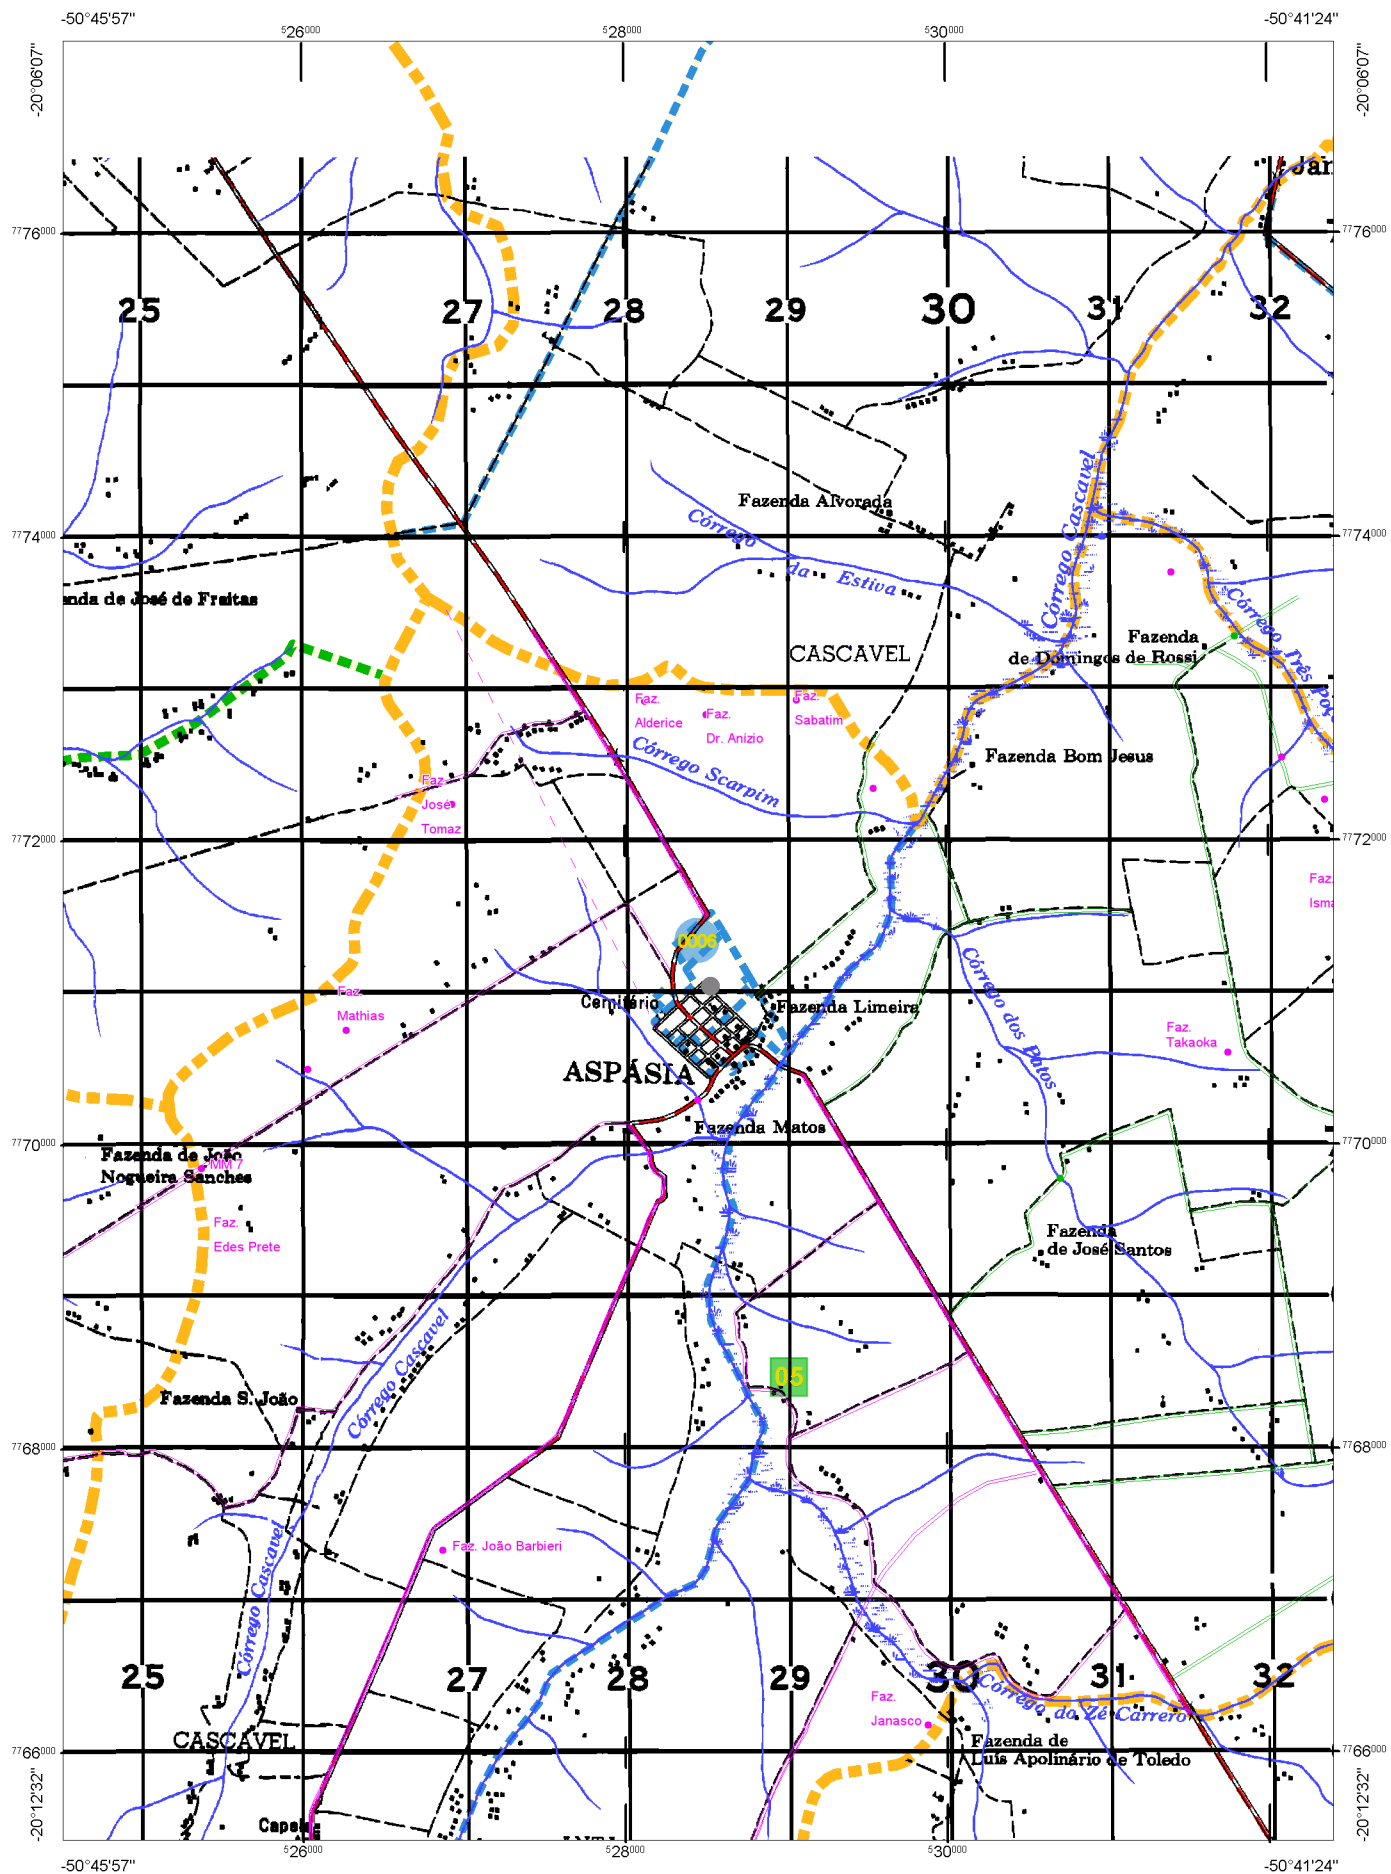 -50°45'57"
-50°41'24"
526000
528000
530000
-20°06'07"
-20°06'07"
Jar
7776000
7776000
25
27
28
29
30
31
32
Córrego Cascavel
Fazenda Alvorada
Córrego
da Estiva
7774000
7774000
enda de José de Freitas
Córrego Três
CASCAVEL
Fazenda
de Domingos de Rossi
Faz.
Alderice
Faz.
Dr. Anízio
Faz.
Sabatim
Córrego Scarpim
Fazenda Bom Jesus
Faz.
José
Tomaz
7772000
7772000
Faz.
Isma
0006
Córrego dos Patos
Faz.
Mathias
Cemitério
Fazenda Limeira
Faz.
Takaoka
ASPÁSIA
Fazenda Matos
7770000
7770000
Fazenda de João
Nogueira Sanches
MM 7
Faz.
Edes Prete
Fazenda
de José Santos
Córrego Cascavel
05
Fazenda S. João
7768000
7768000
Córrego Cascavel
Faz. João Barbieri
25
27
28
29
30
31
32
Faz.
Janasco
Córrego do Zé Carrero
CASCAVEL
Fazenda de
Luís Apolinário de Toledo
7766000
7766000
-20°12'32"
-20°12'32"
526000
528000
530000
-50°45'57"
-50°41'24"